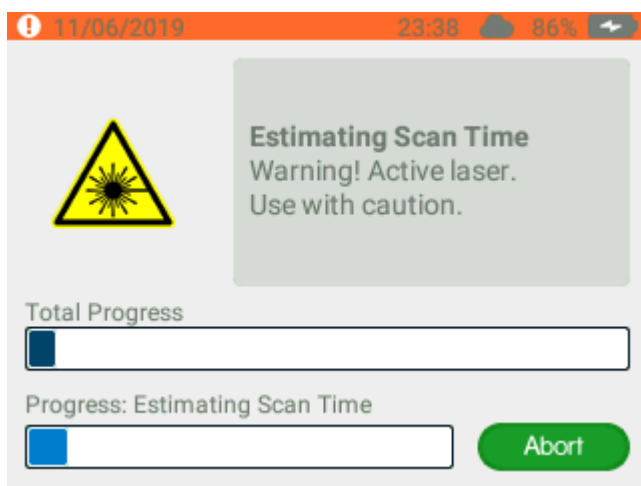 11/06/2019 23:38 86%
Estimating Scan Time
Warning! Active laser.
Use with caution.
Total Progress
Progress: Estimating Scan Time
Abort